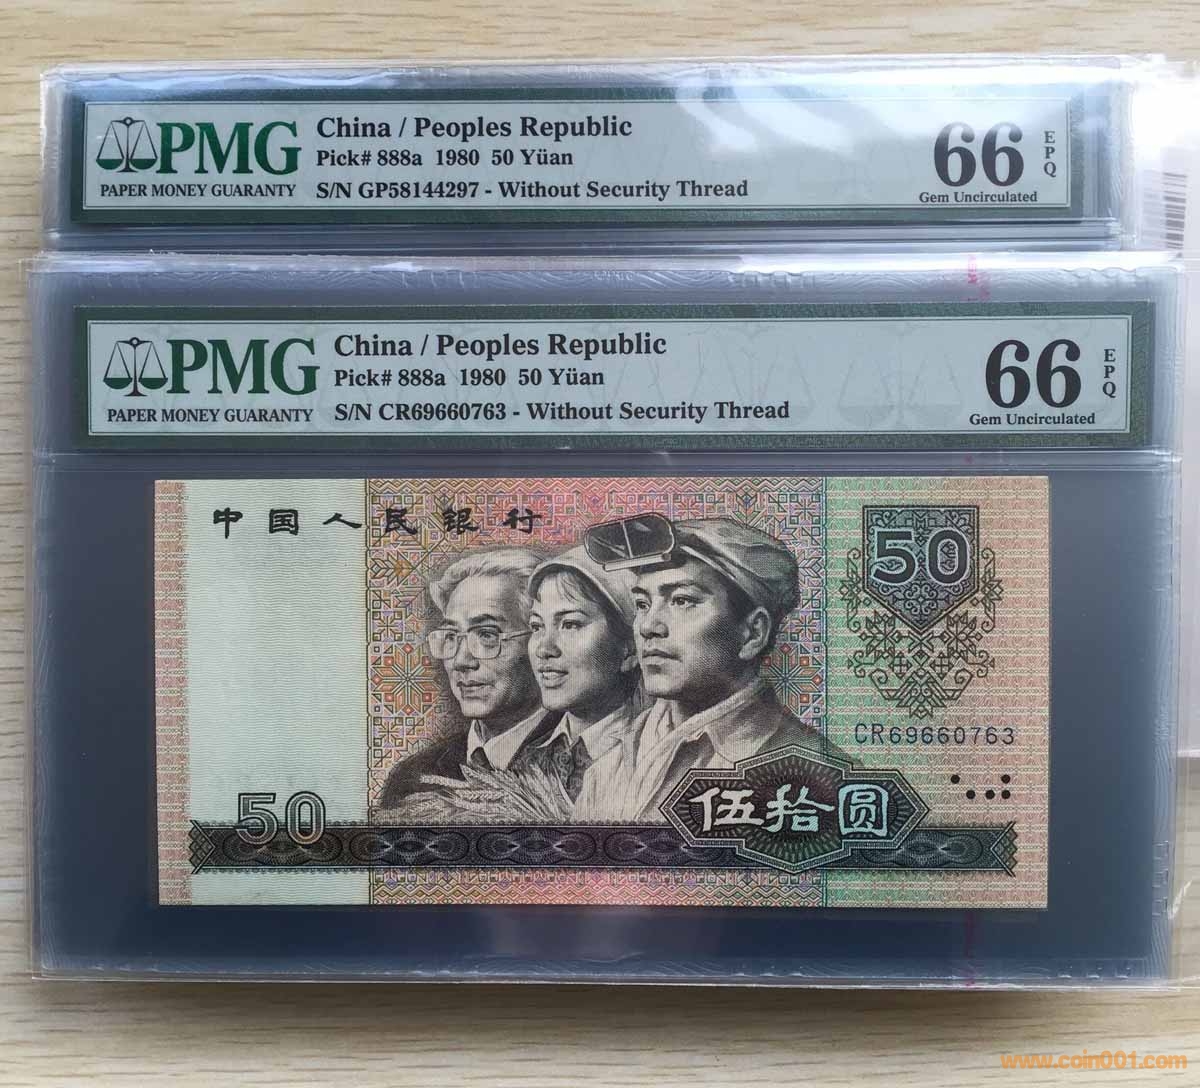 PMG
PAPER MONEY GUARANTY
China / Peoples Republic
Pick# 888a 1980 50 Yüan
S/N GP58144297 - Without Security Thread
66 EPQ
Gem Uncirculated
PMG
PAPER MONEY GUARANTY
China / Peoples Republic
Pick# 888a 1980 50 Yüan
S/N CR69660763 - Without Security Thread
66 EPQ
Gem Uncirculated
中国人民银行
50
CR69660763
50
伍拾圆
www.coin001.com